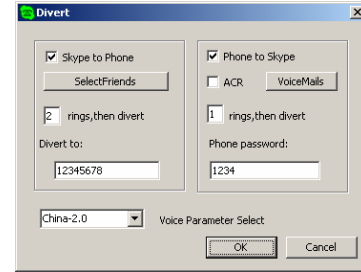 Divert
Skype to Phone
SelectFriends
2 rings,then divert
Divert to:
12345678
Phone to Skype
ACR VoiceMails
1 rings,then divert
Phone password:
1234
China-2.0 Voice Parameter Select
OK Cancel